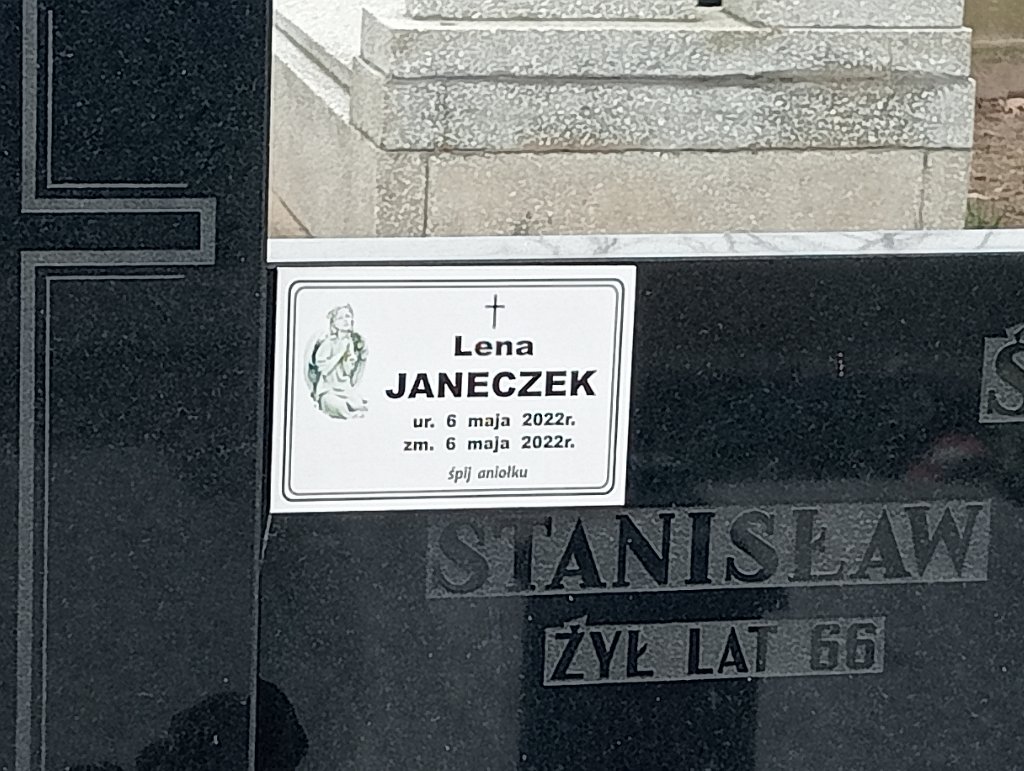 Lena
JANECZEK
ur. 6 maja 2022r.
zm. 6 maja 2022r.
śpij aniołku
STANISŁAW
ŻYŁ LAT 66